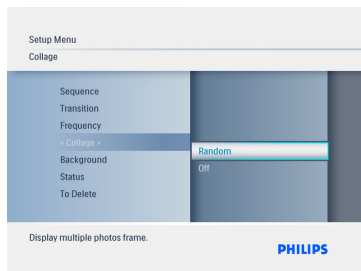 Setup Menu
Collage
Sequence
Transition
Frequency
« Collage »
Background
Status
To Delete
Random
Off
Display multiple photos frame.
PHILIPS